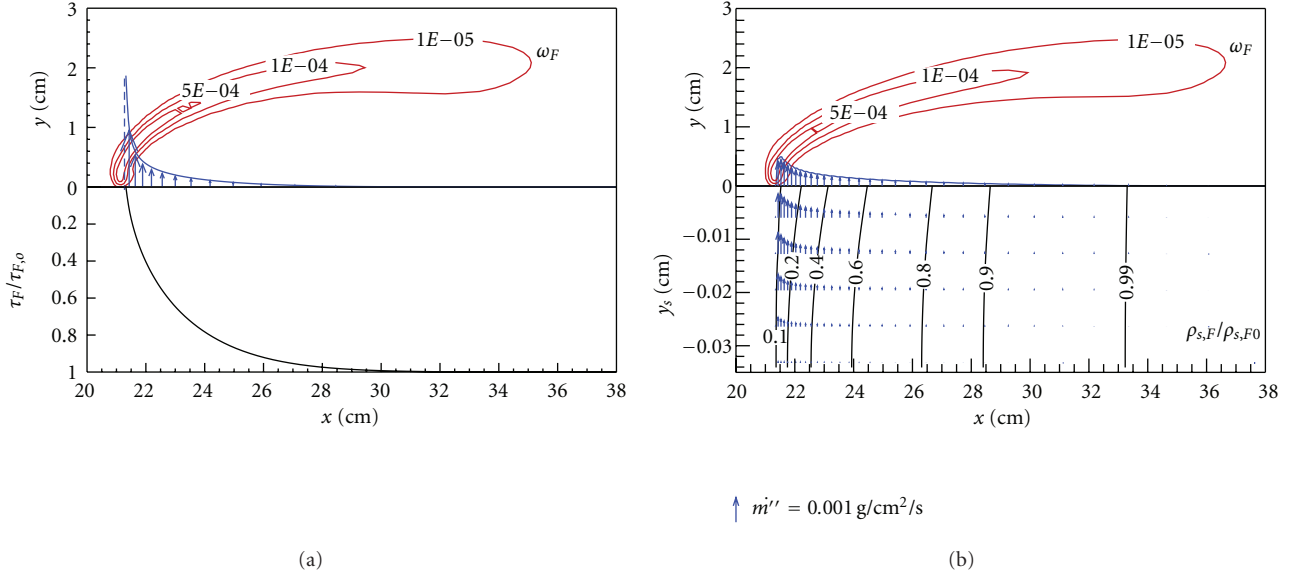 3
2
1
0
y (cm)
1E−05
1E−04
5E−04
ω_F
0.2
0.4
0.6
0.8
1
τ_F/τ_F,o
20 22 24 26 28 30 32 34 36 38
x (cm)
(a)
3
2
1
0
y (cm)
1E−05
1E−04
5E−04
ω_F
−0.01
−0.02
−0.03
y_s (cm)
0.1 0.2 0.4 0.6 0.8 0.9 0.99
ρ_s,F/ρ_s,F0
20 22 24 26 28 30 32 34 36 38
x (cm)
ṁ′′ = 0.001 g/cm²/s
(b)